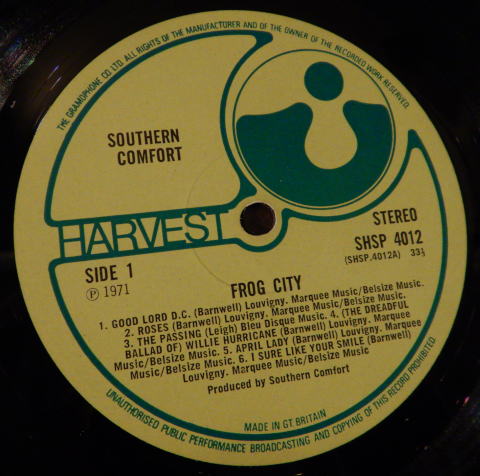 THE GRAMOPHONE CO. LTD. ALL RIGHTS OF THE MANUFACTURER AND OF THE OWNER OF THE RECORDED WORK RESERVED.
SOUTHERN
COMFORT
HARVEST
STEREO
SHSP 4012
(SHSP.4012A) 33⅓
SIDE 1
Ⓟ 1971
FROG CITY
1. GOOD LORD D.C. (Barnwell) Louvigny. Marquee Music/Belsize Music.
2. ROSES (Barnwell) Louvigny. Marquee Music/Belsize Music.
3. THE PASSING (Leigh) Bleu Disque Music. 4. (THE DREADFUL
BALLAD OF) WILLIE HURRICANE (Barnwell) Louvigny. Marquee
Music/Belsize Music. 5. APRIL LADY (Barnwell) Louvigny. Marquee
Music/Belsize Music. 6. I SURE LIKE YOUR SMILE (Barnwell)
Louvigny. Marquee Music/Belsize Music
Produced by Southern Comfort
MADE IN GT. BRITAIN
UNAUTHORISED PUBLIC PERFORMANCE BROADCASTING AND COPYING OF THIS RECORD PROHIBITED